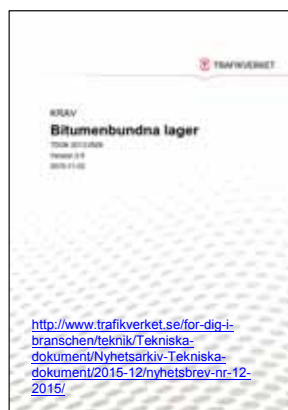 TRAFIKVERKET
KRAV
Bitumenbundna lager
http://www.trafikverket.se/for-dig-i-
branschen/teknik/Tekniska-
dokument/Nyhetsarkiv-Tekniska-
dokument/2015-12/nyhetsbrev-nr-12-
2015/